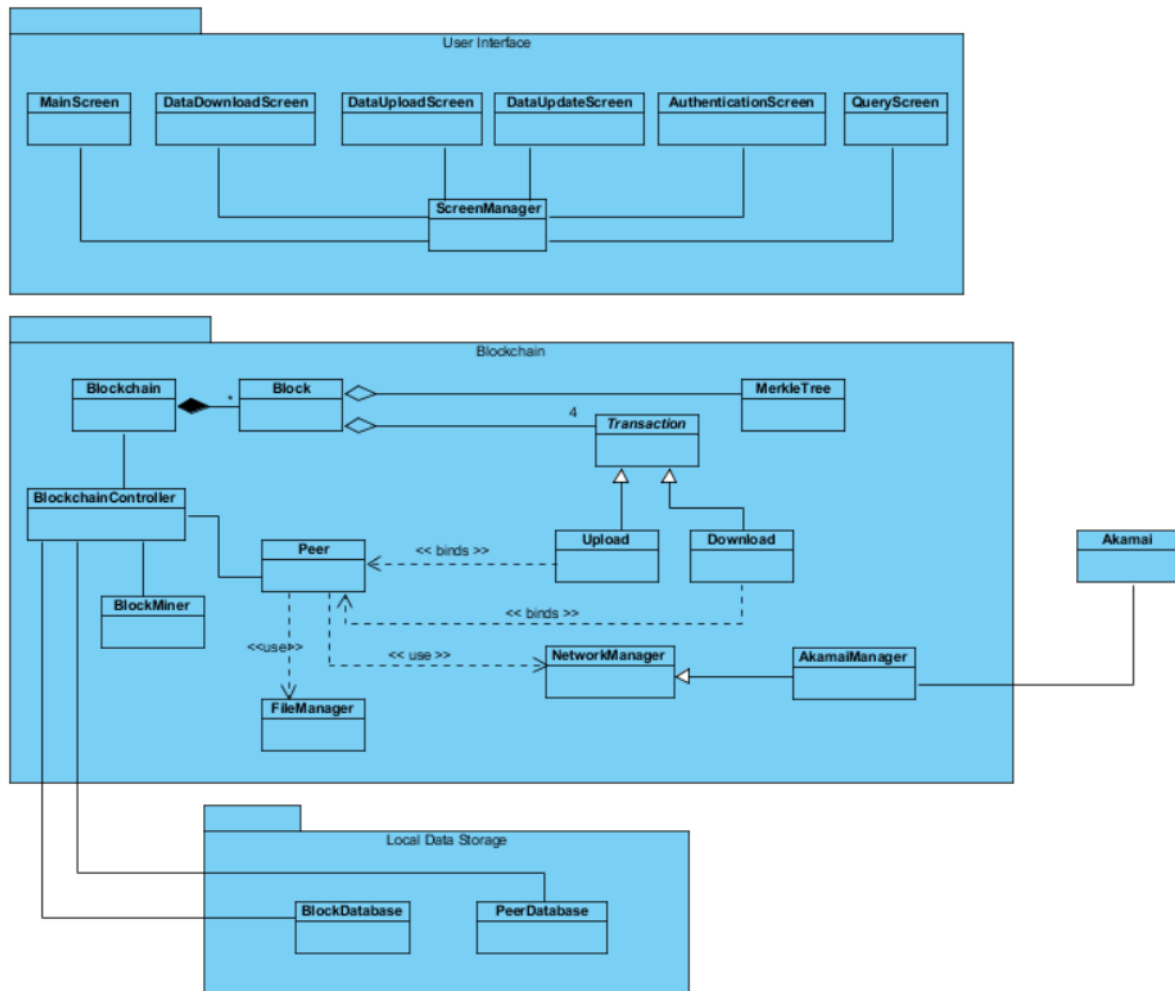 User Interface
MainScreen
DataDownloadScreen
DataUploadScreen
DataUpdateScreen
AuthenticationScreen
QueryScreen
ScreenManager
Blockchain
Blockchain
*
Block
MerkleTree
4
Transaction
BlockchainController
Peer
<< binds >>
Upload
Download
Akamai
BlockMiner
<< binds >>
<<use>>
<< use >>
NetworkManager
AkamaiManager
FileManager
Local Data Storage
BlockDatabase
PeerDatabase